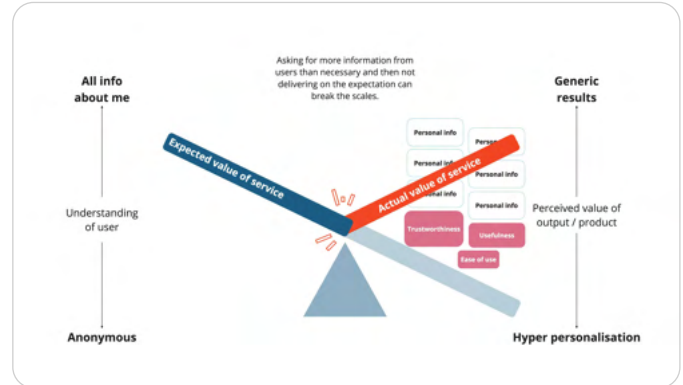 Asking for more information from
users than necessary and then not
delivering on the expectation can
break the scales.
All info
about me
Generic
results
Expected value of service
Actual value of service
Personal info
Personal info
Personal info
Personal info
Personal info
Trustworthiness
Usefulness
Ease of use
Understanding
of user
Perceived value of
output / product
Anonymous
Hyper personalisation